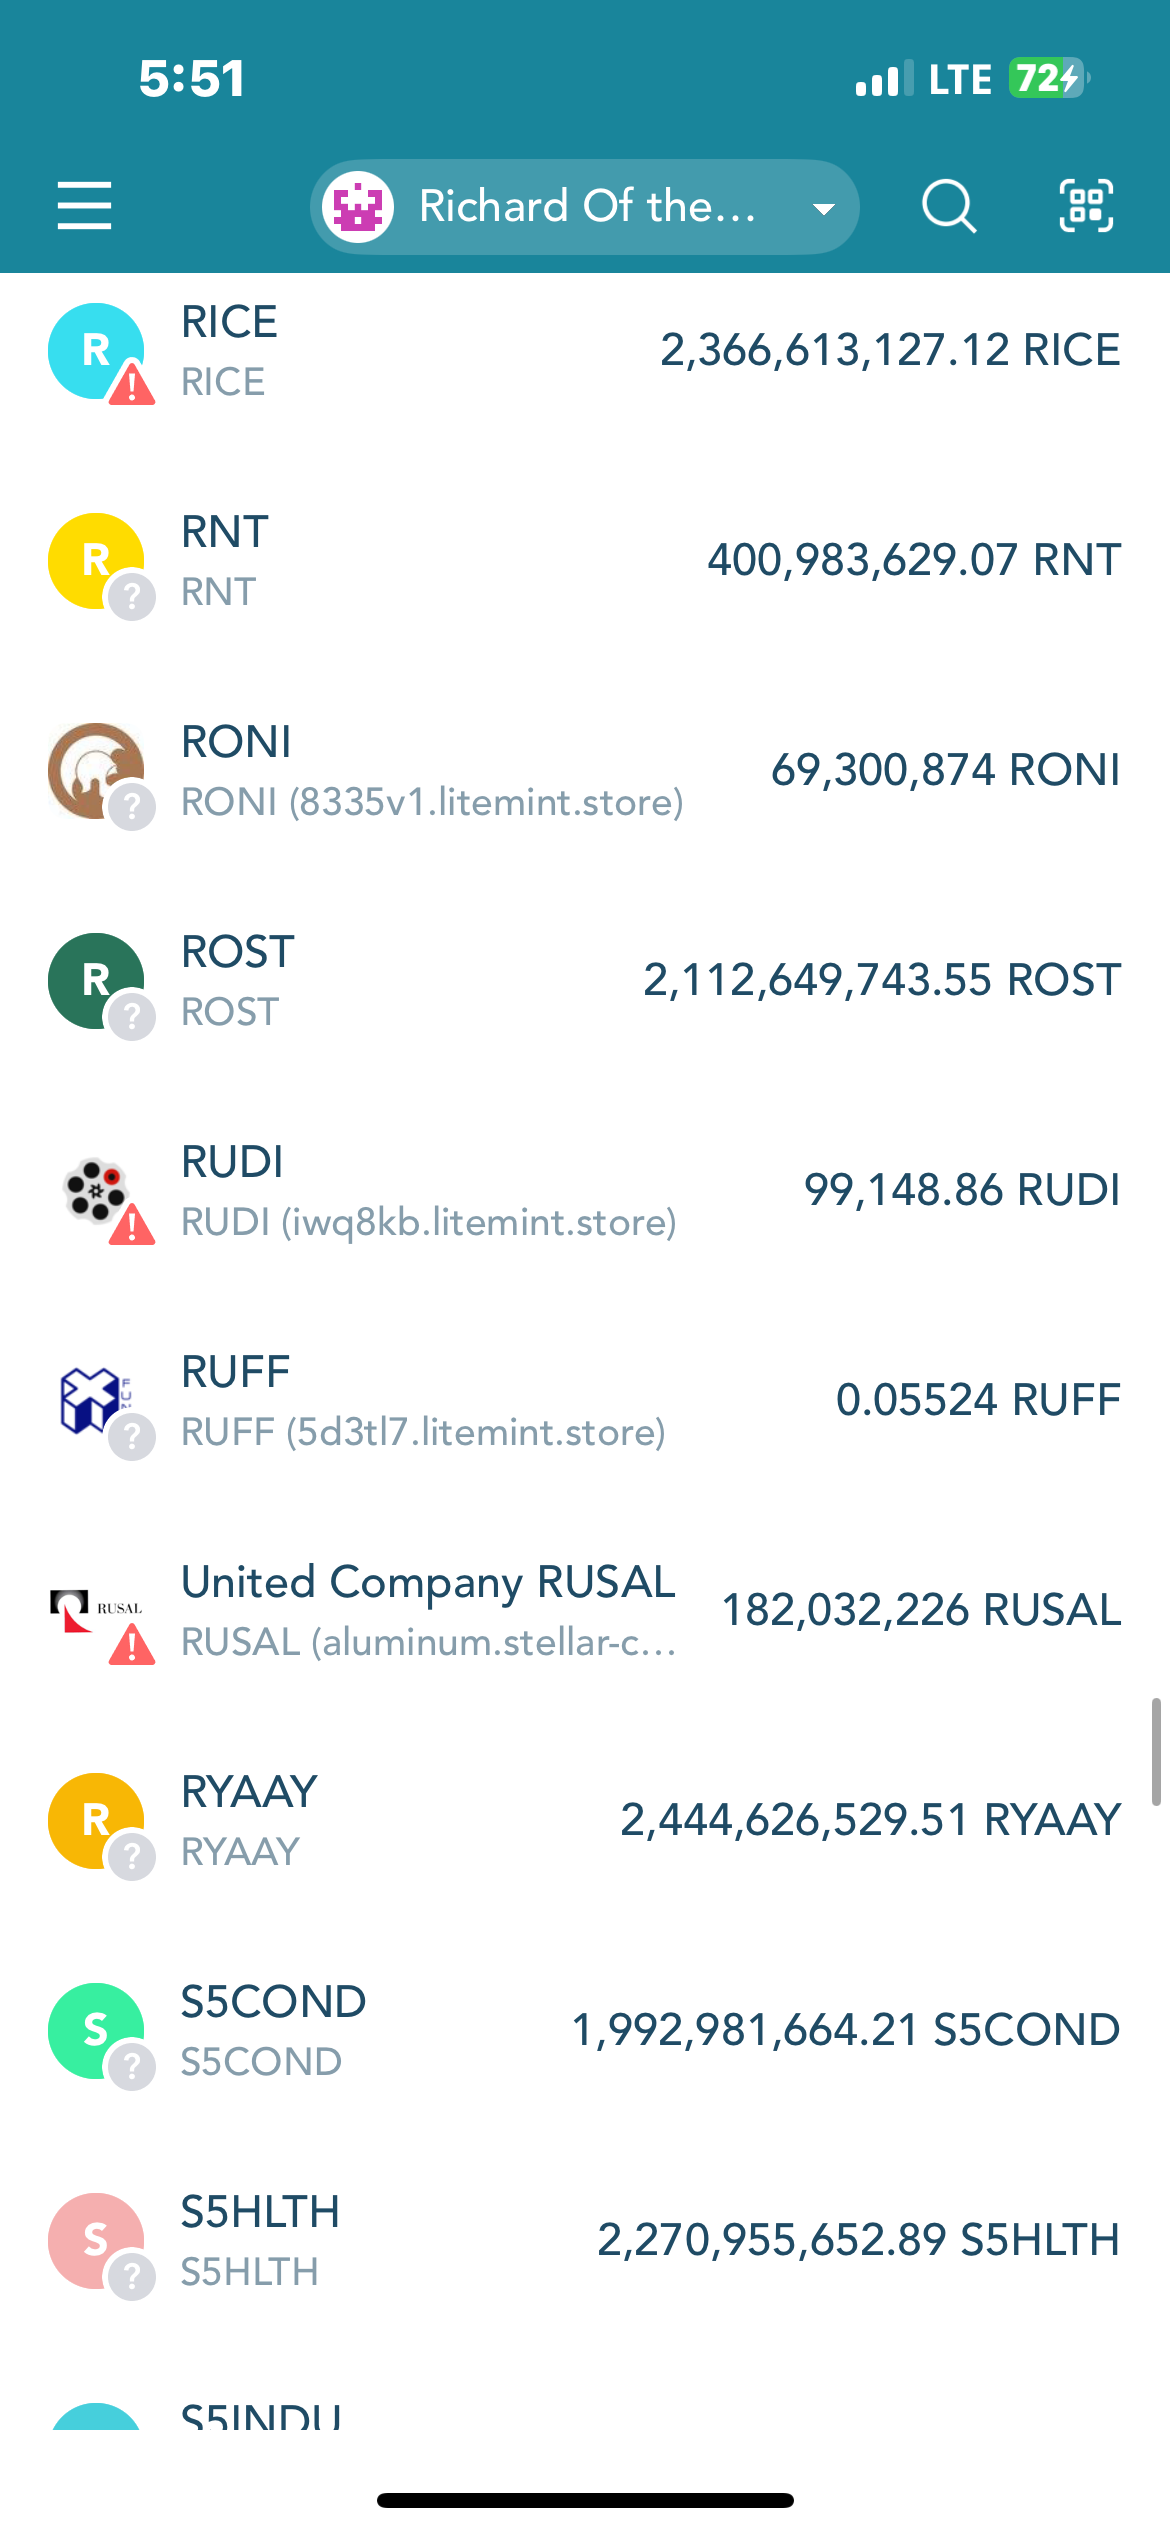 5:51
LTE
72
Richard Of the...
R
RICE
RICE
2,366,613,127.12 RICE
R
RNT
RNT
400,983,629.07 RNT
RONI
RONI (8335v1.litemint.store)
69,300,874 RONI
R
ROST
ROST
2,112,649,743.55 ROST
RUDI
RUDI (iwq8kb.litemint.store)
99,148.86 RUDI
RUFF
RUFF (5d3tl7.litemint.store)
0.05524 RUFF
RUSAL
United Company RUSAL
RUSAL (aluminum.stellar-c...
182,032,226 RUSAL
R
RYAAY
RYAAY
2,444,626,529.51 RYAAY
S
S5COND
S5COND
1,992,981,664.21 S5COND
S
S5HLTH
S5HLTH
2,270,955,652.89 S5HLTH
S5INDU